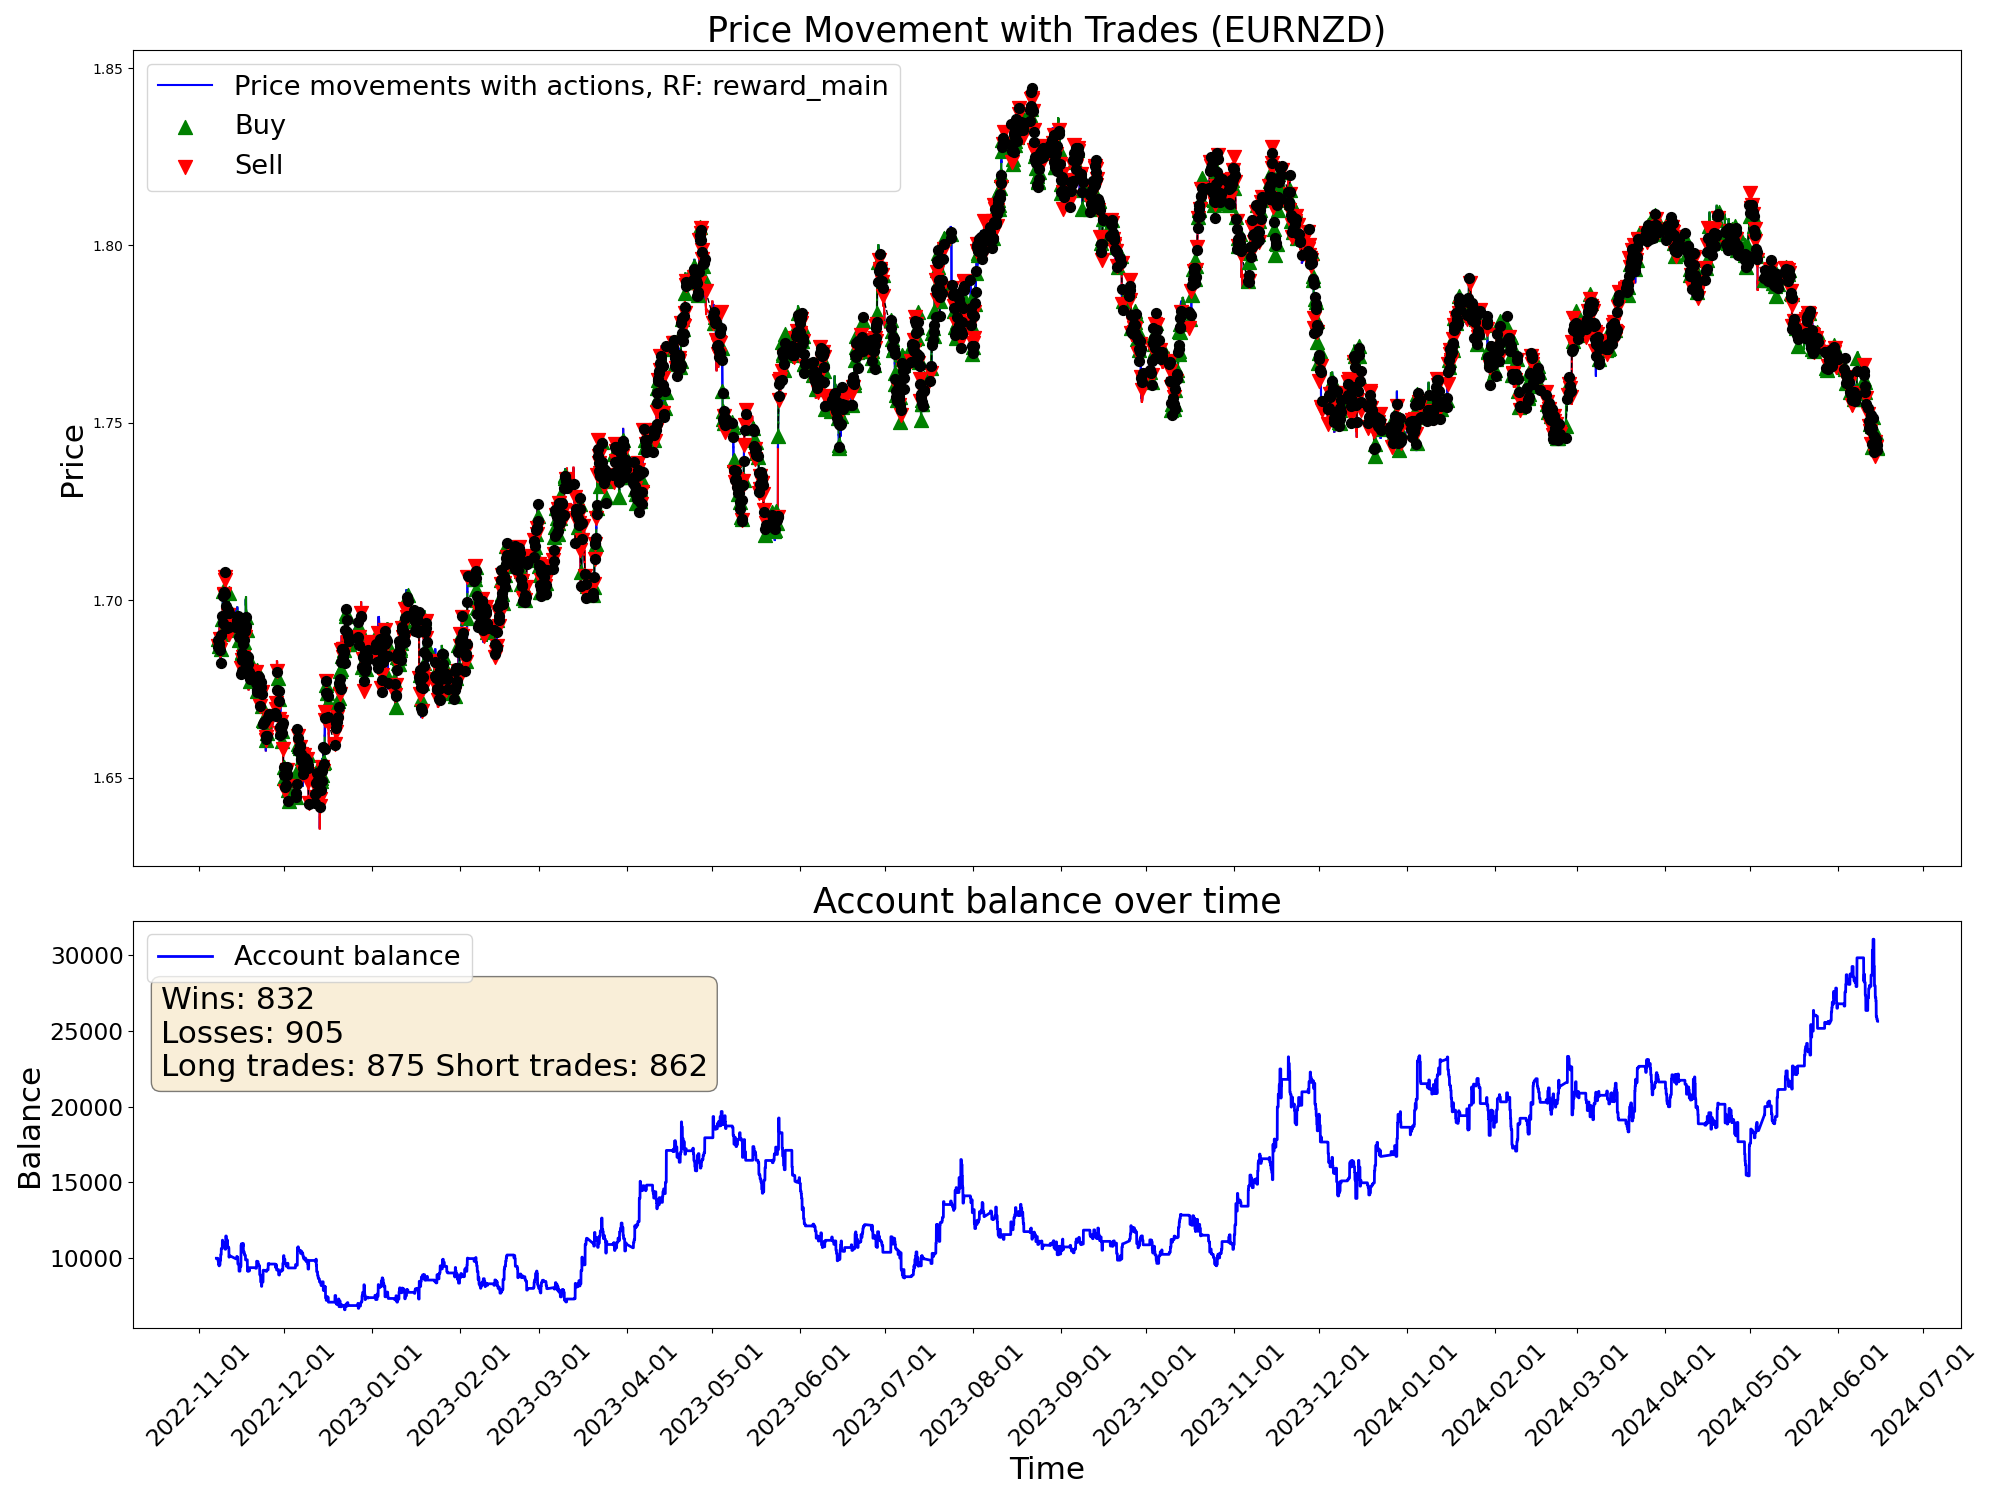 Price Movement with Trades (EURNZD)
1.85
Price movements with actions, RF: reward_main
Buy
Sell
1.80
1.75
Price
1.70
1.65
Account balance over time
30000
Account balance
Wins: 832
Losses: 905
Long trades: 875 Short trades: 862
25000
20000
Balance
15000
10000
2022-11-01
2022-12-01
2023-01-01
2023-02-01
2023-03-01
2023-04-01
2023-05-01
2023-06-01
2023-07-01
2023-08-01
2023-09-01
2023-10-01
2023-11-01
2023-12-01
2024-01-01
2024-02-01
2024-03-01
2024-04-01
2024-05-01
2024-06-01
2024-07-01
Time